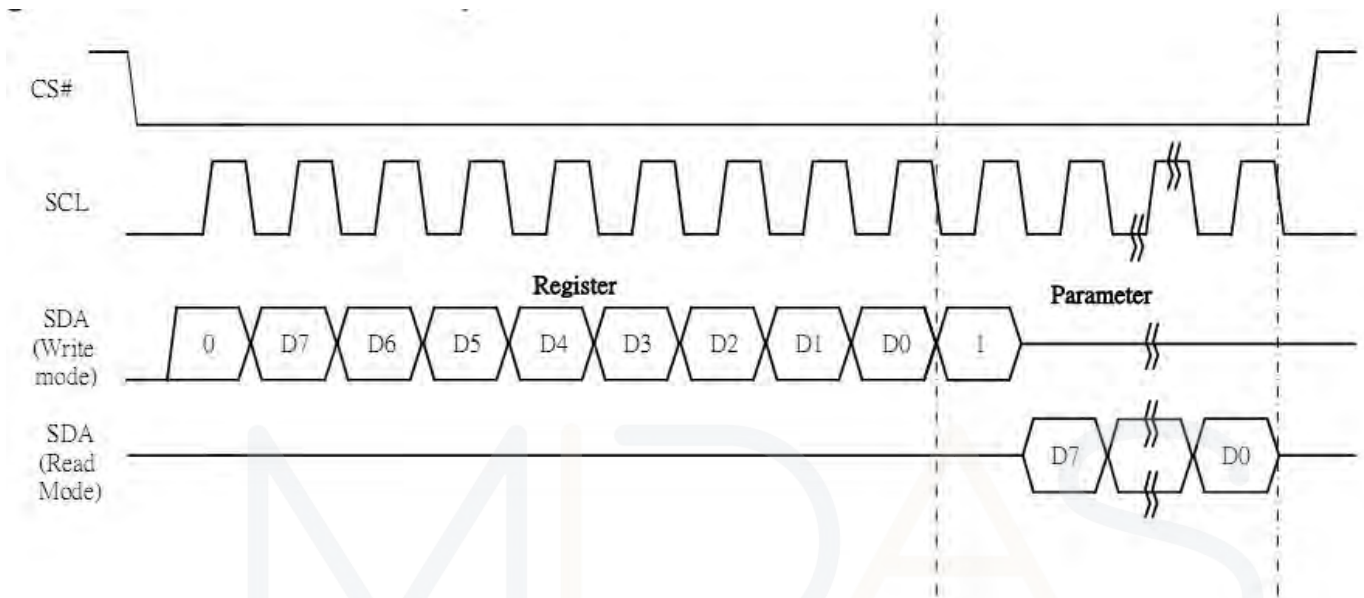 CS#
SCL
Register
Parameter
SDA
(Write
mode)
0 D7 D6 D5 D4 D3 D2 D1 D0 1
SDA
(Read
Mode)
D7 D0
MIDAS